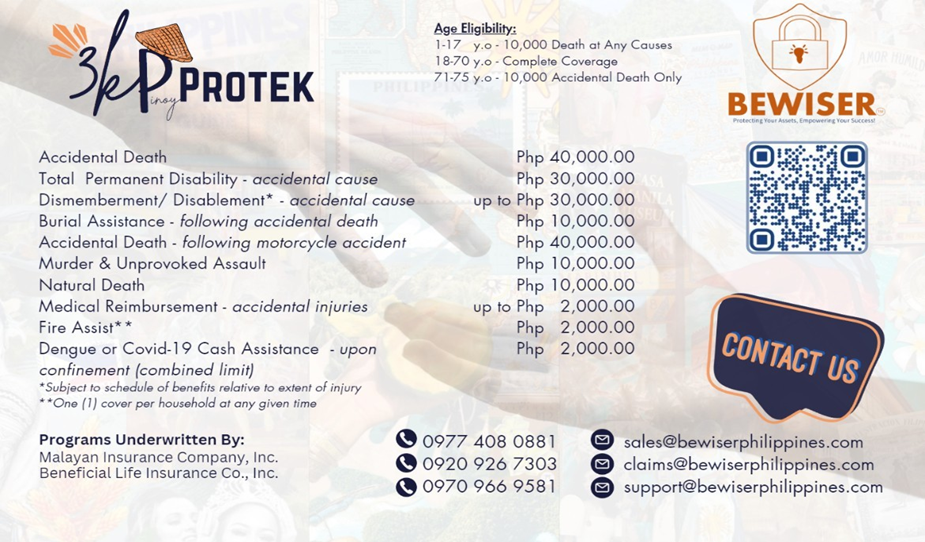 3kP Pinoy PROTEK
Age Eligibility:
1-17 y.o - 10,000 Death at Any Causes
18-70 y.o - Complete Coverage
71-75 y.o - 10,000 Accidental Death Only
BEWISER
Protecting Your Assets, Empowering Your Success!
Accidental Death Php 40,000.00
Total Permanent Disability - accidental cause Php 30,000.00
Dismemberment/ Disablement* - accidental cause up to Php 30,000.00
Burial Assistance - following accidental death Php 10,000.00
Accidental Death - following motorcycle accident Php 40,000.00
Murder & Unprovoked Assault Php 10,000.00
Natural Death Php 10,000.00
Medical Reimbursement - accidental injuries up to Php 2,000.00
Fire Assist** Php 2,000.00
Dengue or Covid-19 Cash Assistance - upon Php 2,000.00
confinement (combined limit)
*Subject to schedule of benefits relative to extent of injury
**One (1) cover per household at any given time
CONTACT US
Programs Underwritten By:
Malayan Insurance Company, Inc.
Beneficial Life Insurance Co., Inc.
0977 408 0881
0920 926 7303
0970 966 9581
sales@bewiserphilippines.com
claims@bewiserphilippines.com
support@bewiserphilippines.com
PHILIPPINES